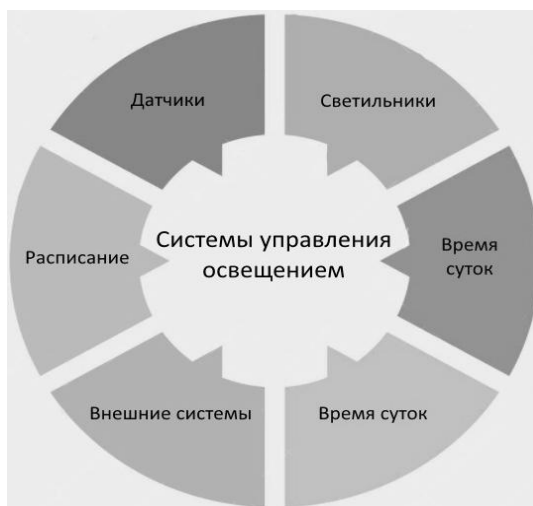 Датчики
Светильники
Системы управления
освещением
Расписание
Время
суток
Внешние системы
Время суток